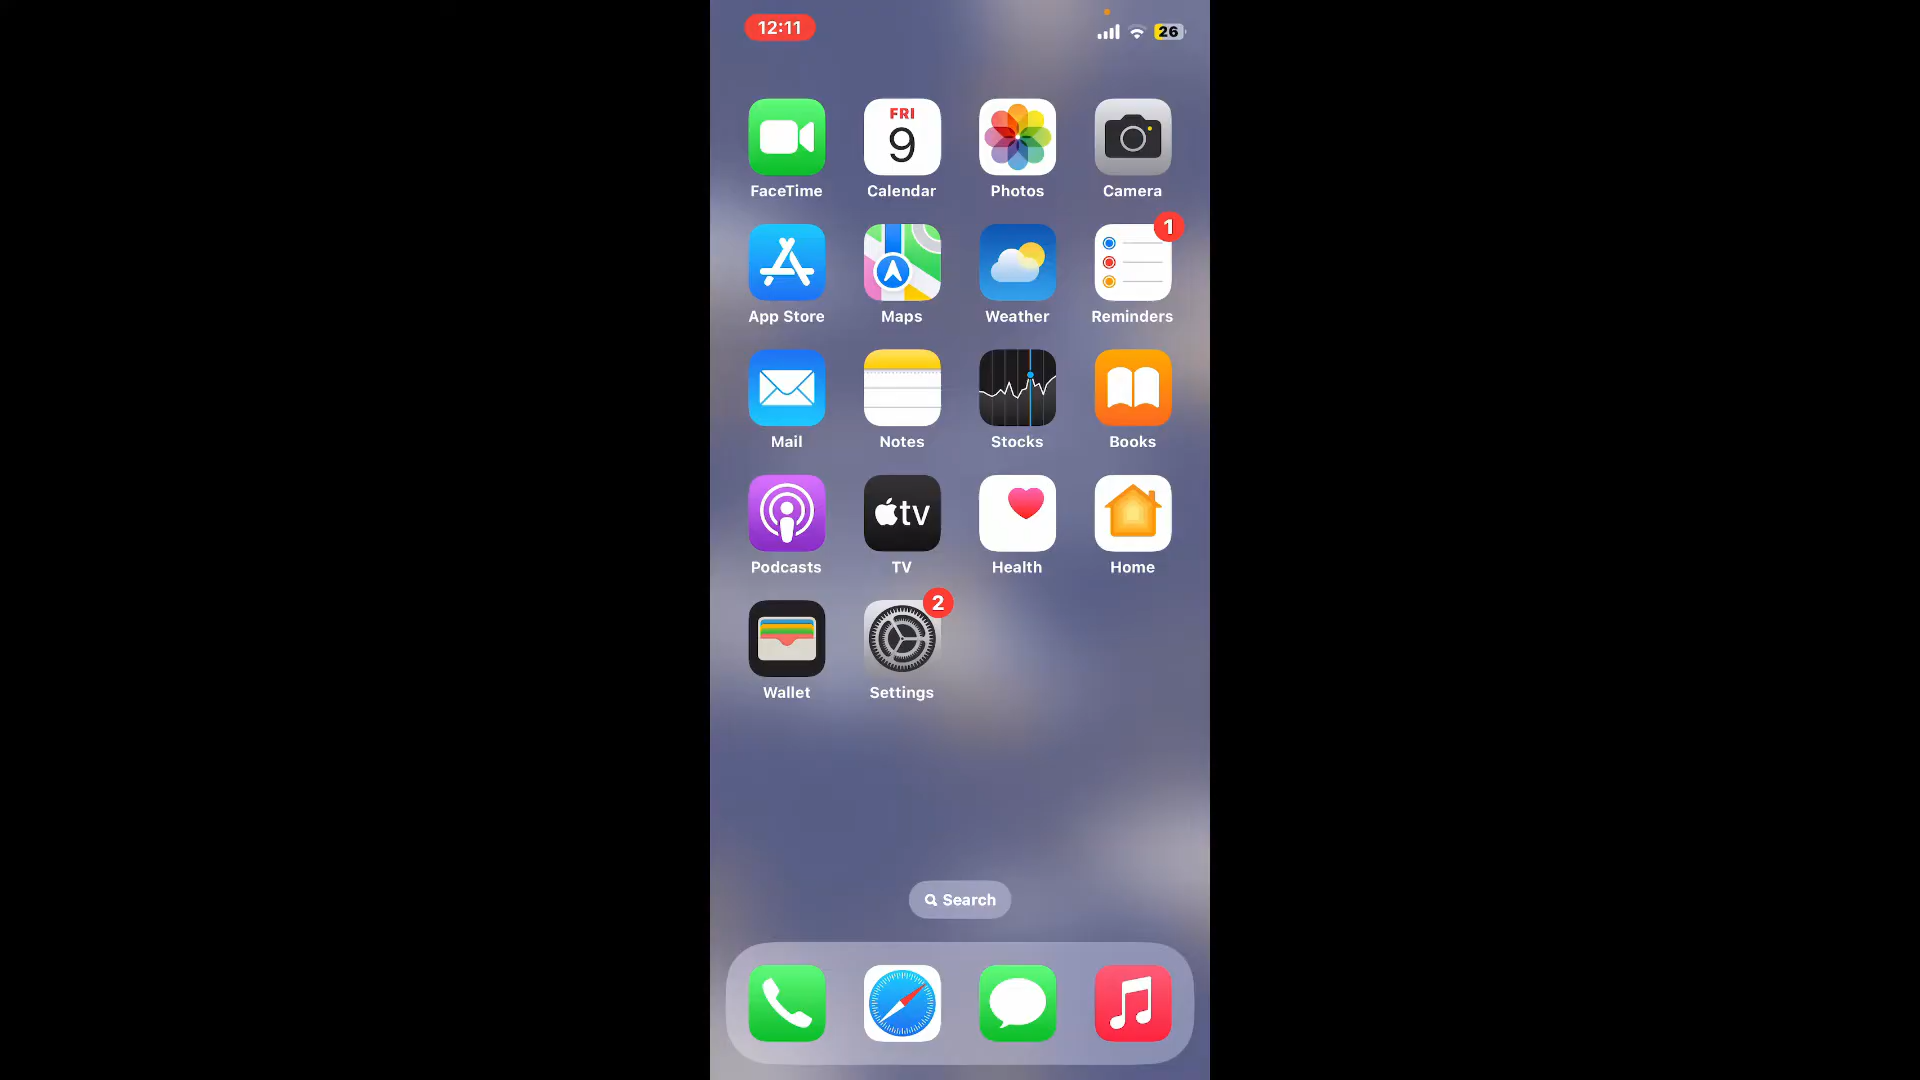 12:11
26
FRI
9
FaceTime
Calendar
Photos
Camera
1
App Store
Maps
Weather
Reminders
Mail
Notes
Stocks
Books
tv
Podcasts
TV
Health
Home
2
Wallet
Settings
Search